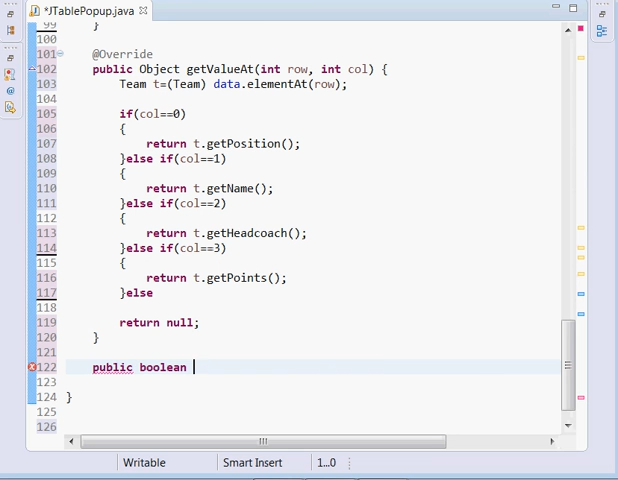 *JTablePopup.java
99 }
100
101 @Override
102 public Object getValueAt(int row, int col) {
103 Team t=(Team) data.elementAt(row);
104
105 if(col==0)
106 {
107 return t.getPosition();
108 }else if(col==1)
109 {
110 return t.getName();
111 }else if(col==2)
112 {
113 return t.getHeadcoach();
114 }else if(col==3)
115 {
116 return t.getPoints();
117 }else
118
119 return null;
120 }
121
122 public boolean
123
124 }
125
126
Writable Smart Insert 1...0